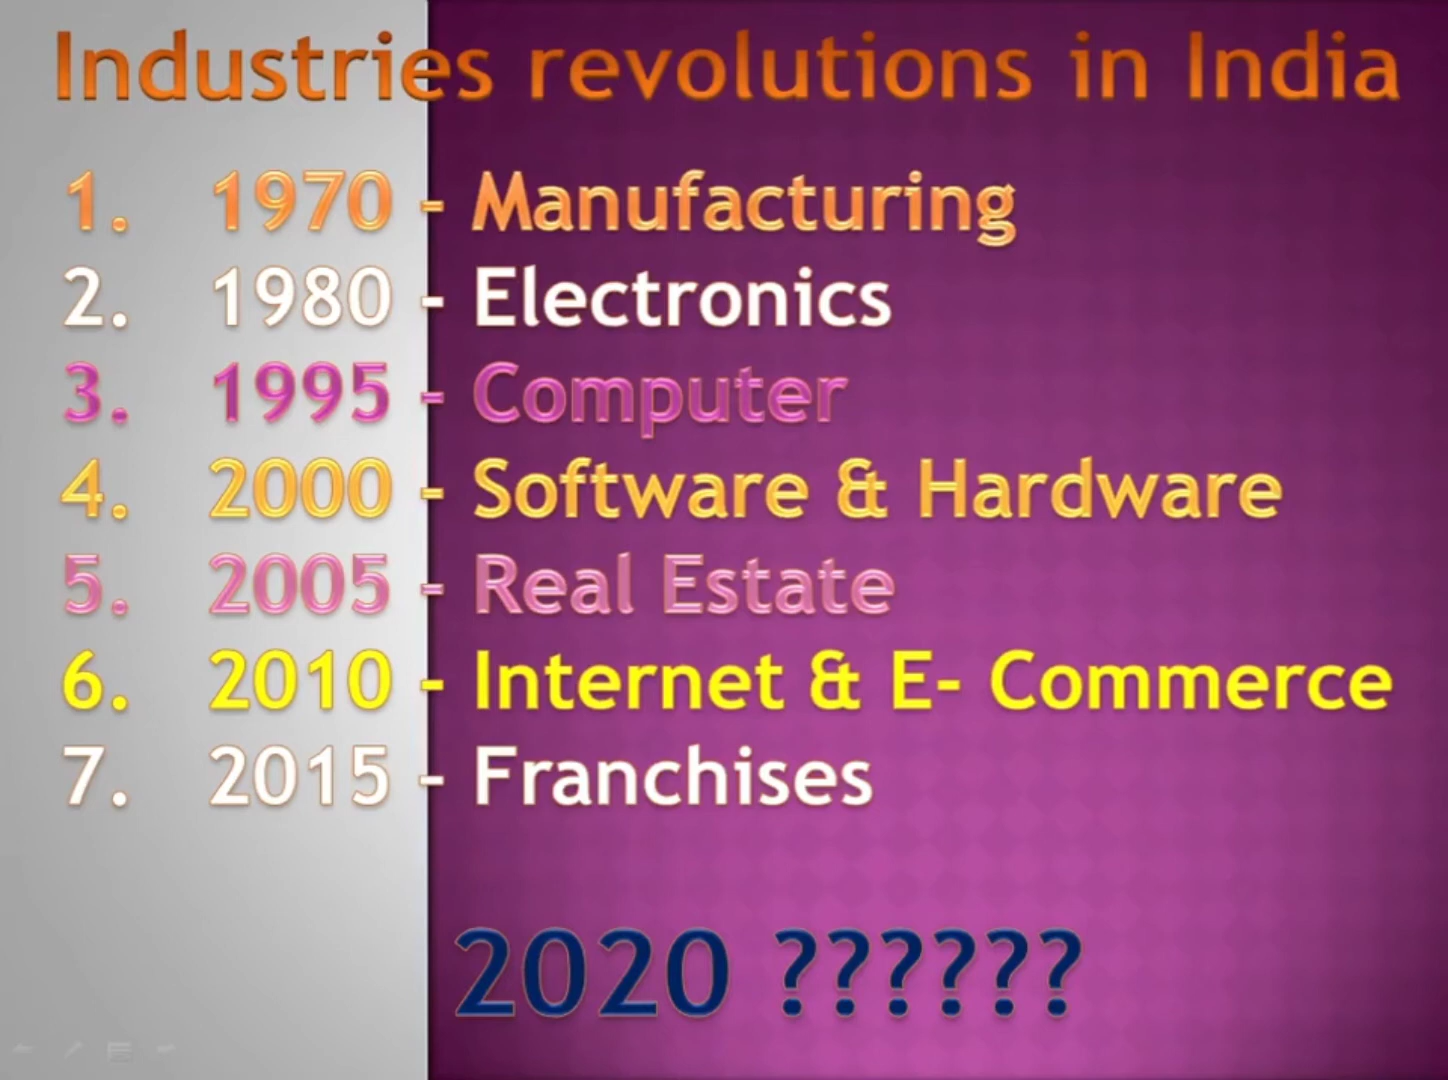 Industries revolutions in India
1. 1970 - Manufacturing
2. 1980 - Electronics
3. 1995 - Computer
4. 2000 - Software & Hardware
5. 2005 - Real Estate
6. 2010 - Internet & E- Commerce
7. 2015 - Franchises
2020 ??????